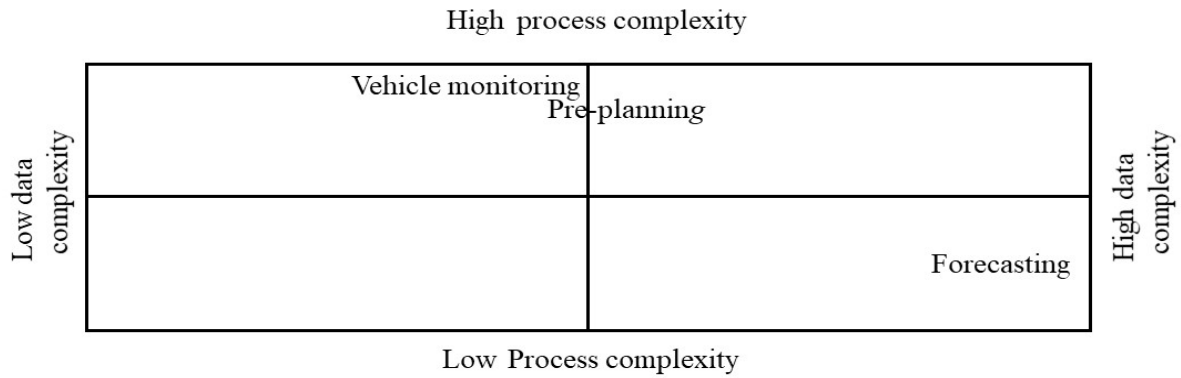 High process complexity
Vehicle monitoring
Pre-planning
Low data
complexity
High data
complexity
Forecasting
Low Process complexity